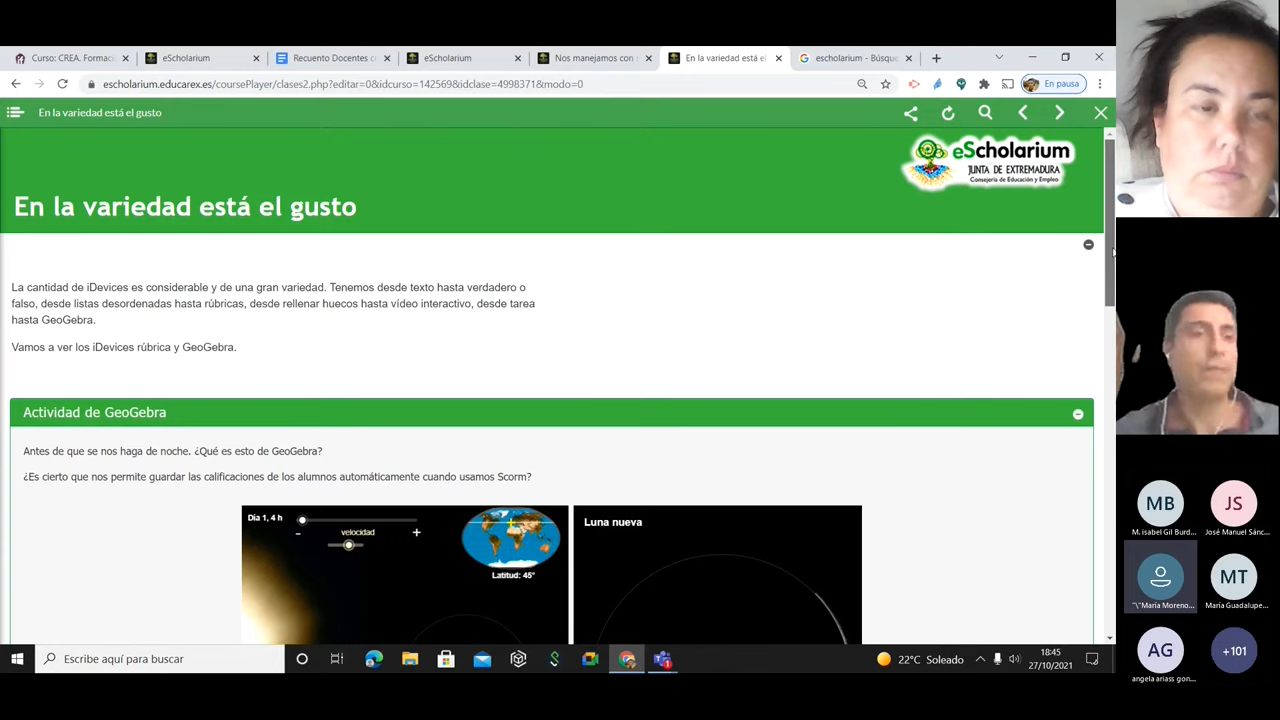 Curso: CREA. Formac
eScholarium
Recuento Docentes c
eScholarium
Nos manejamos con
En la variedad está el
escholarium - Búsqu
escholarium.educarex.es/coursePlayer/clases2.php?editar=0&idcurso=142569&idclase=4998371&modo=0
En pausa
En la variedad está el gusto
eScholarium
JUNTA DE EXTREMADURA
Consejería de Educación y Empleo
En la variedad está el gusto
La cantidad de iDevices es considerable y de una gran variedad. Tenemos desde texto hasta verdadero o
falso, desde listas desordenadas hasta rúbricas, desde rellenar huecos hasta vídeo interactivo, desde tarea
hasta GeoGebra.
Vamos a ver los iDevices rúbrica y GeoGebra.
Actividad de GeoGebra
Antes de que se nos haga de noche. ¿Qué es esto de GeoGebra?
¿Es cierto que nos permite guardar las calificaciones de los alumnos automáticamente cuando usamos Scorm?
Día 1, 4 h
velocidad
- +
Latitud: 45°
Luna nueva
MB
M. isabel Gil Burd...
JS
José Manuel Sánc...
"\"María Moreno...
MT
María Guadalupe...
AG
angela ariass gon...
+101
Escribe aquí para buscar
22°C Soleado
18:45
27/10/2021